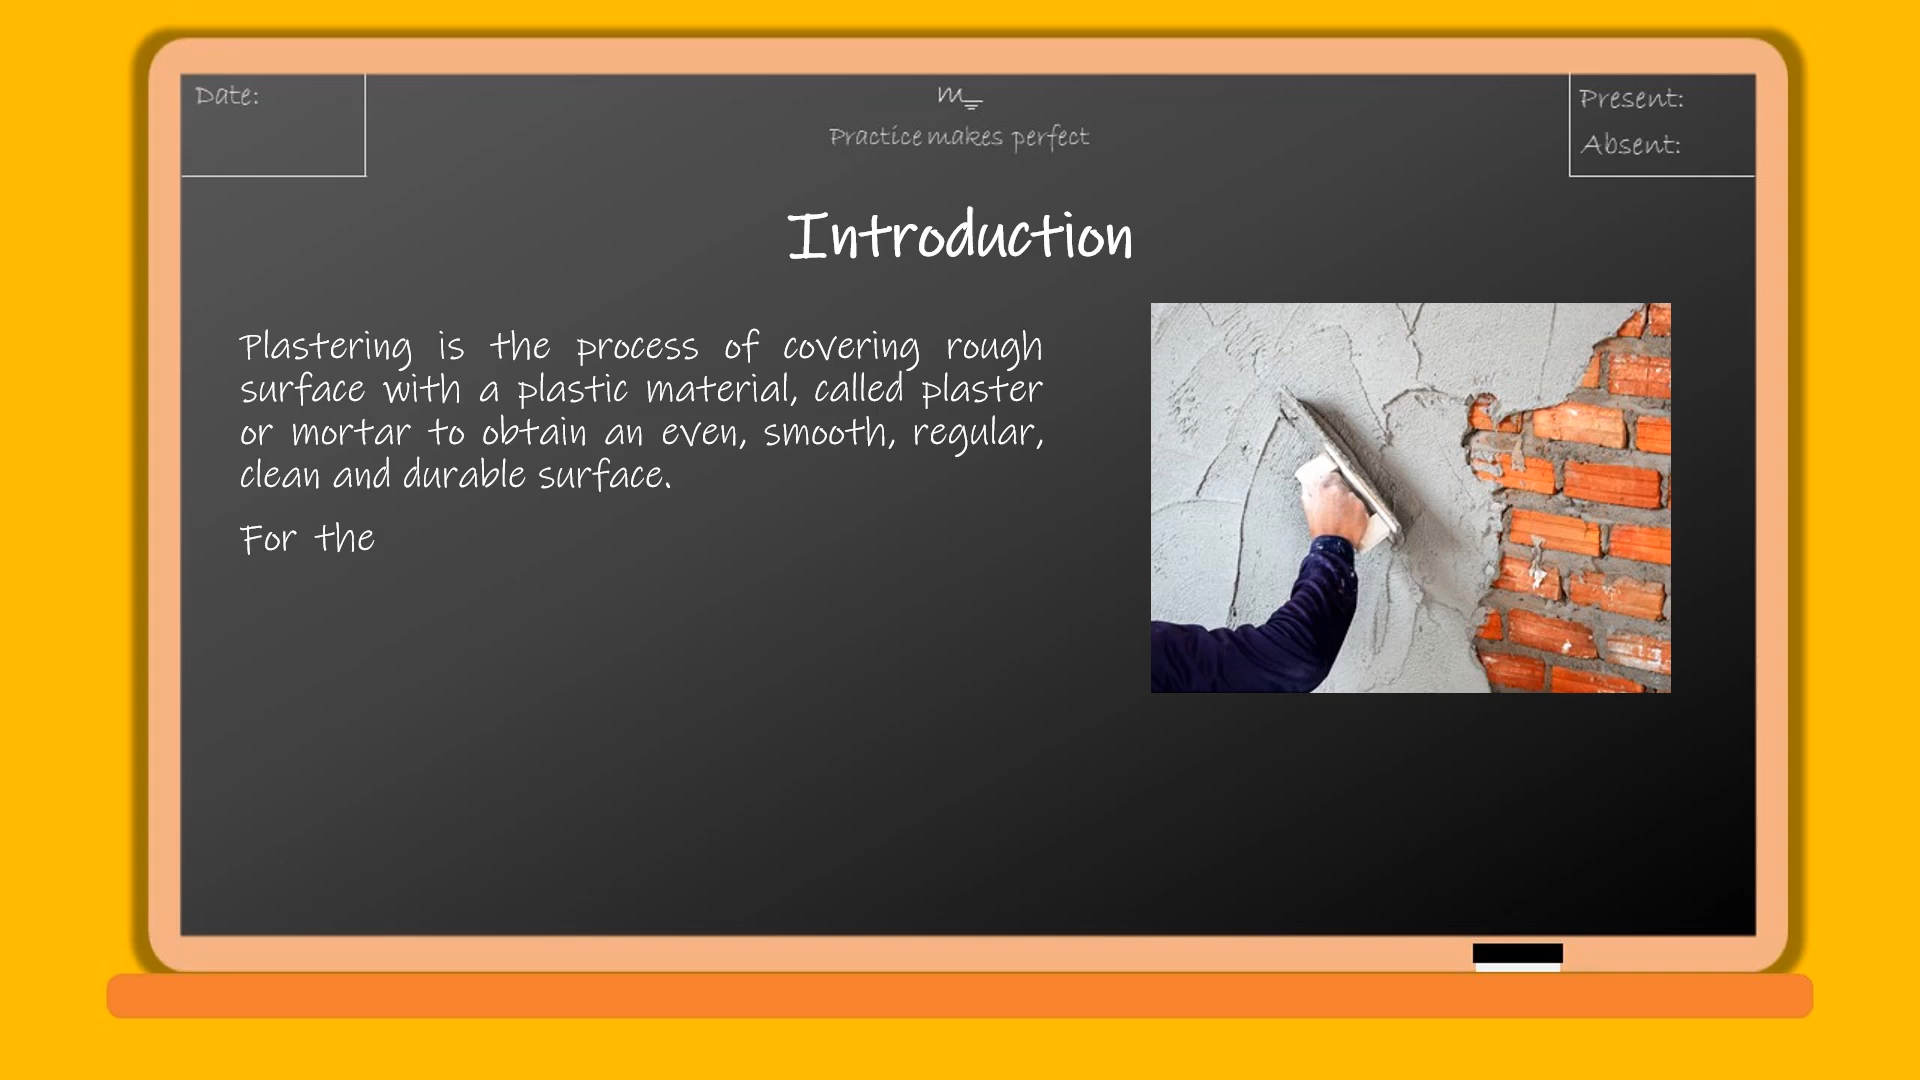 Date:
m
Practice makes perfect
Present:
Absent:
Introduction
Plastering is the process of covering rough
surface with a plastic material, called plaster
or mortar to obtain an even, smooth, regular,
clean and durable surface.
For the